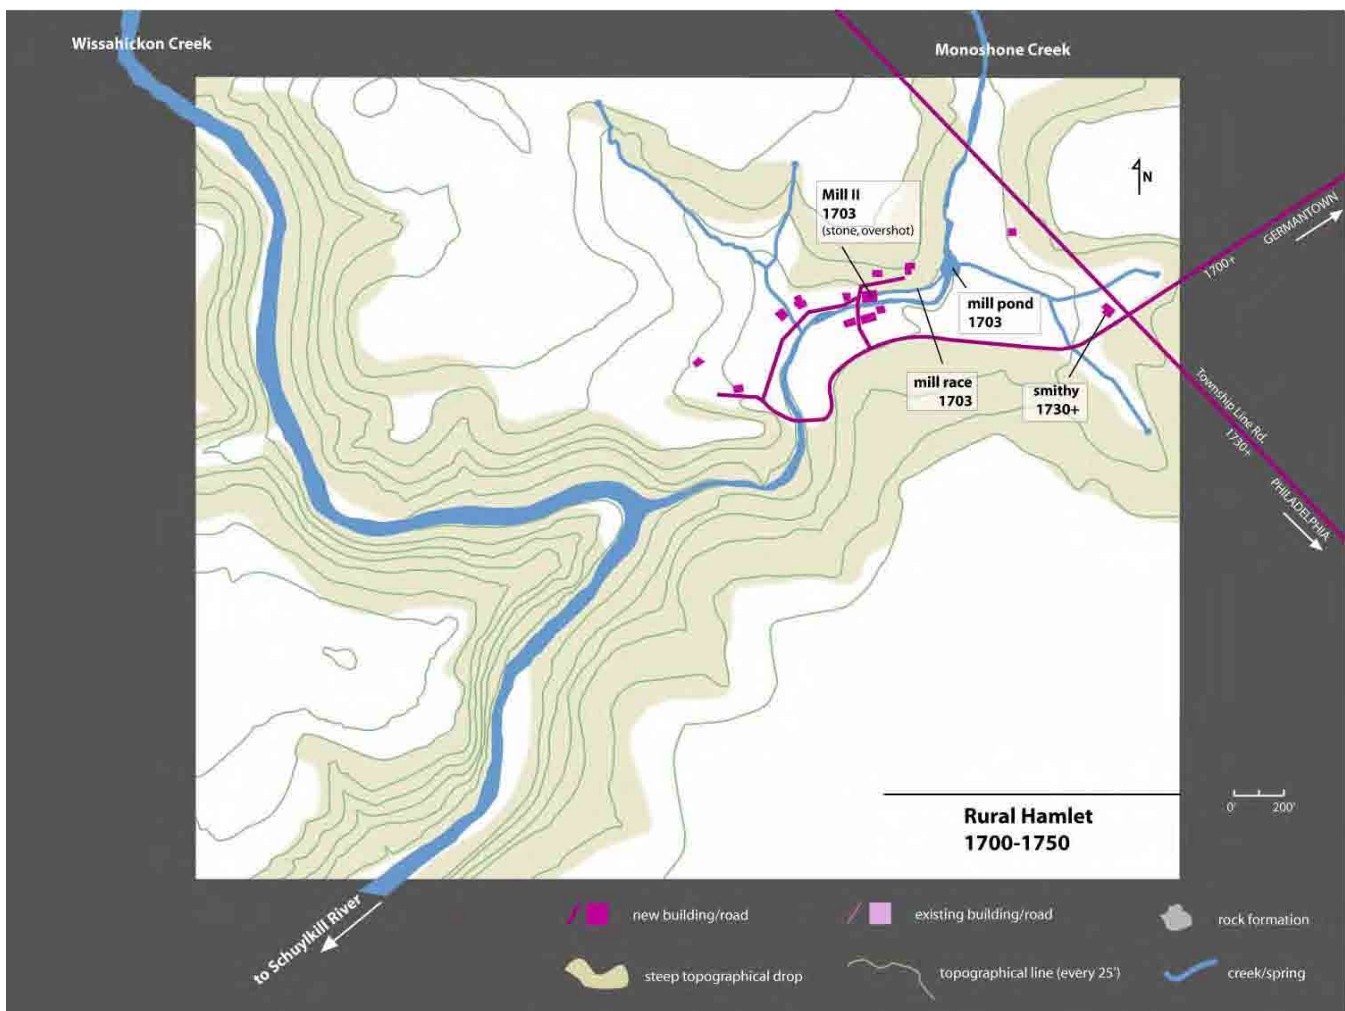 Wissahickon Creek
Monoshone Creek
N
Mill II
1703
(stone, overshot)
GERMANTOWN
1700+
mill pond
1703
mill race
1703
smithy
1730+
Township Line Rd.
1730+
PHILADELPHIA
0' 200'
Rural Hamlet
1700-1750
to Schuylkill River
new building/road
existing building/road
rock formation
steep topographical drop
topographical line (every 25')
creek/spring